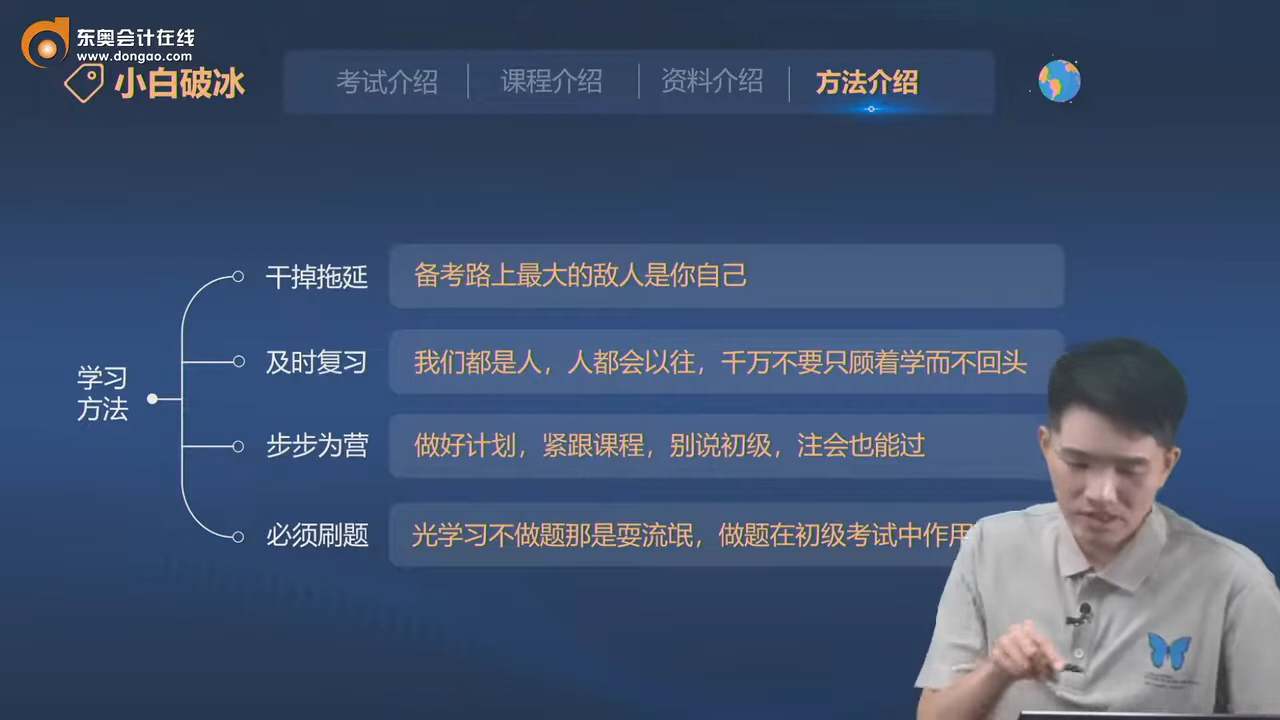 东奥会计在线
www.dongao.com
小白破冰
考试介绍
课程介绍
资料介绍
方法介绍
学习
方法
干掉拖延
备考路上最大的敌人是你自己
及时复习
我们都是人，人都会以往，千万不要只顾着学而不回头
步步为营
做好计划，紧跟课程，别说初级，注会也能过
必须刷题
光学习不做题那是耍流氓，做题在初级考试中作用